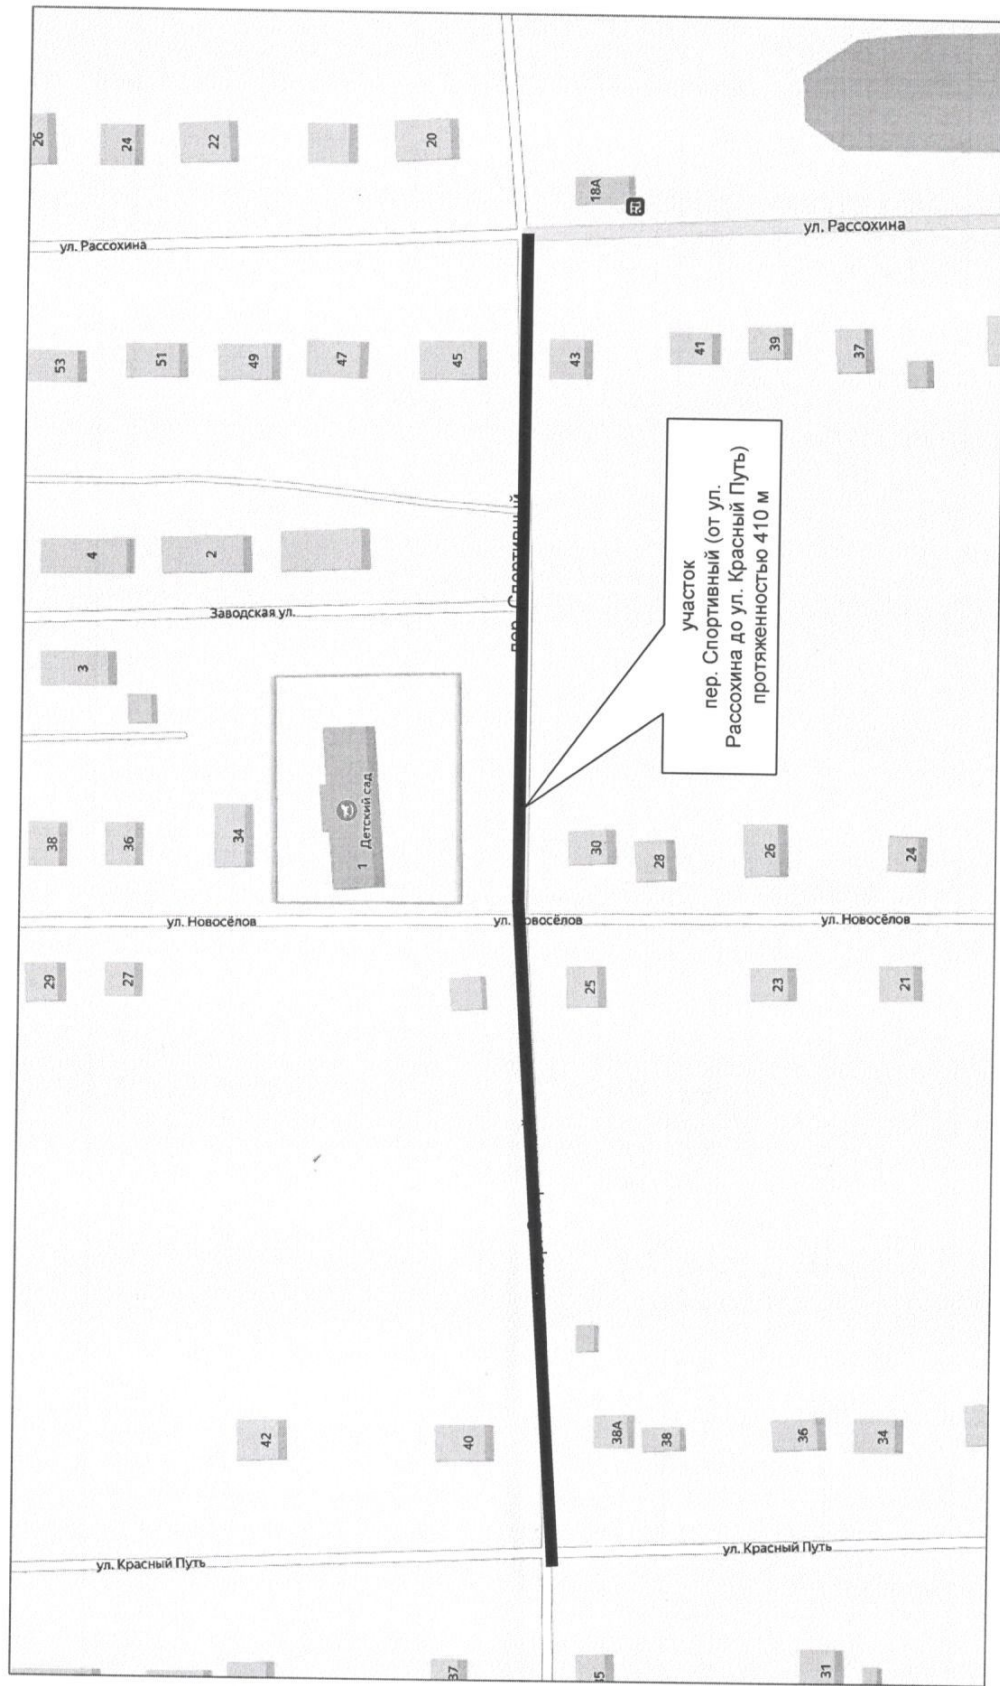 26
24
22
20
18А
ул. Рассохина
ул. Рассохина
53
51
49
47
45
43
41
39
37
4
2
Заводская ул.
пер. Спортивный
участок
пер. Спортивный (от ул.
Рассохина до ул. Красный Путь)
протяженностью 410 м
3
38
36
34
1 Детский сад
30
28
26
24
ул. Новосёлов
ул. Новосёлов
ул. Новосёлов
29
27
25
23
21
42
40
38А
38
36
34
ул. Красный Путь
ул. Красный Путь
37
31